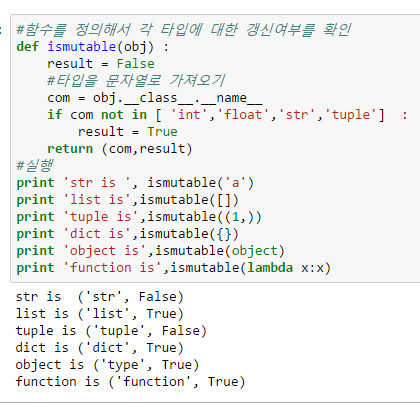 #함수를 정의해서 각 타입에 대한 갱신여부를 확인
def ismutable(obj) :
    result = False
    #타입을 문자열로 가져오기
    com = obj.__class__.__name__
    if com not in [ 'int','float','str','tuple']  :
        result = True
    return (com,result)
#실행
print 'str is ', ismutable('a')
print 'list is',ismutable([])
print 'tuple is',ismutable((1,))
print 'dict is',ismutable({})
print 'object is',ismutable(object)
print 'function is',ismutable(lambda x:x)
str is  ('str', False)
list is ('list', True)
tuple is ('tuple', False)
dict is ('dict', True)
object is ('type', True)
function is ('function', True)